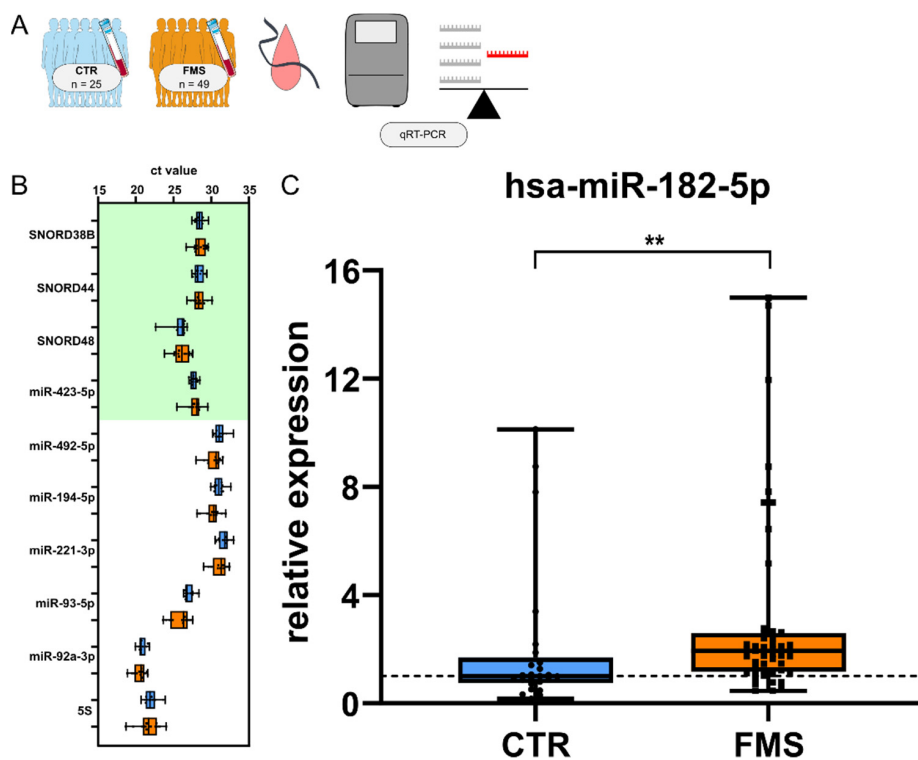 A
CTR
n = 25
FMS
n = 49
qRT-PCR
B
ct value
15 20 25 30 35
SNORD38B
SNORD44
SNORD48
miR-423-5p
miR-492-5p
miR-194-5p
miR-221-3p
miR-93-5p
miR-92a-3p
5S
C
hsa-miR-182-5p
**
relative expression
16
12
8
4
0
CTR FMS